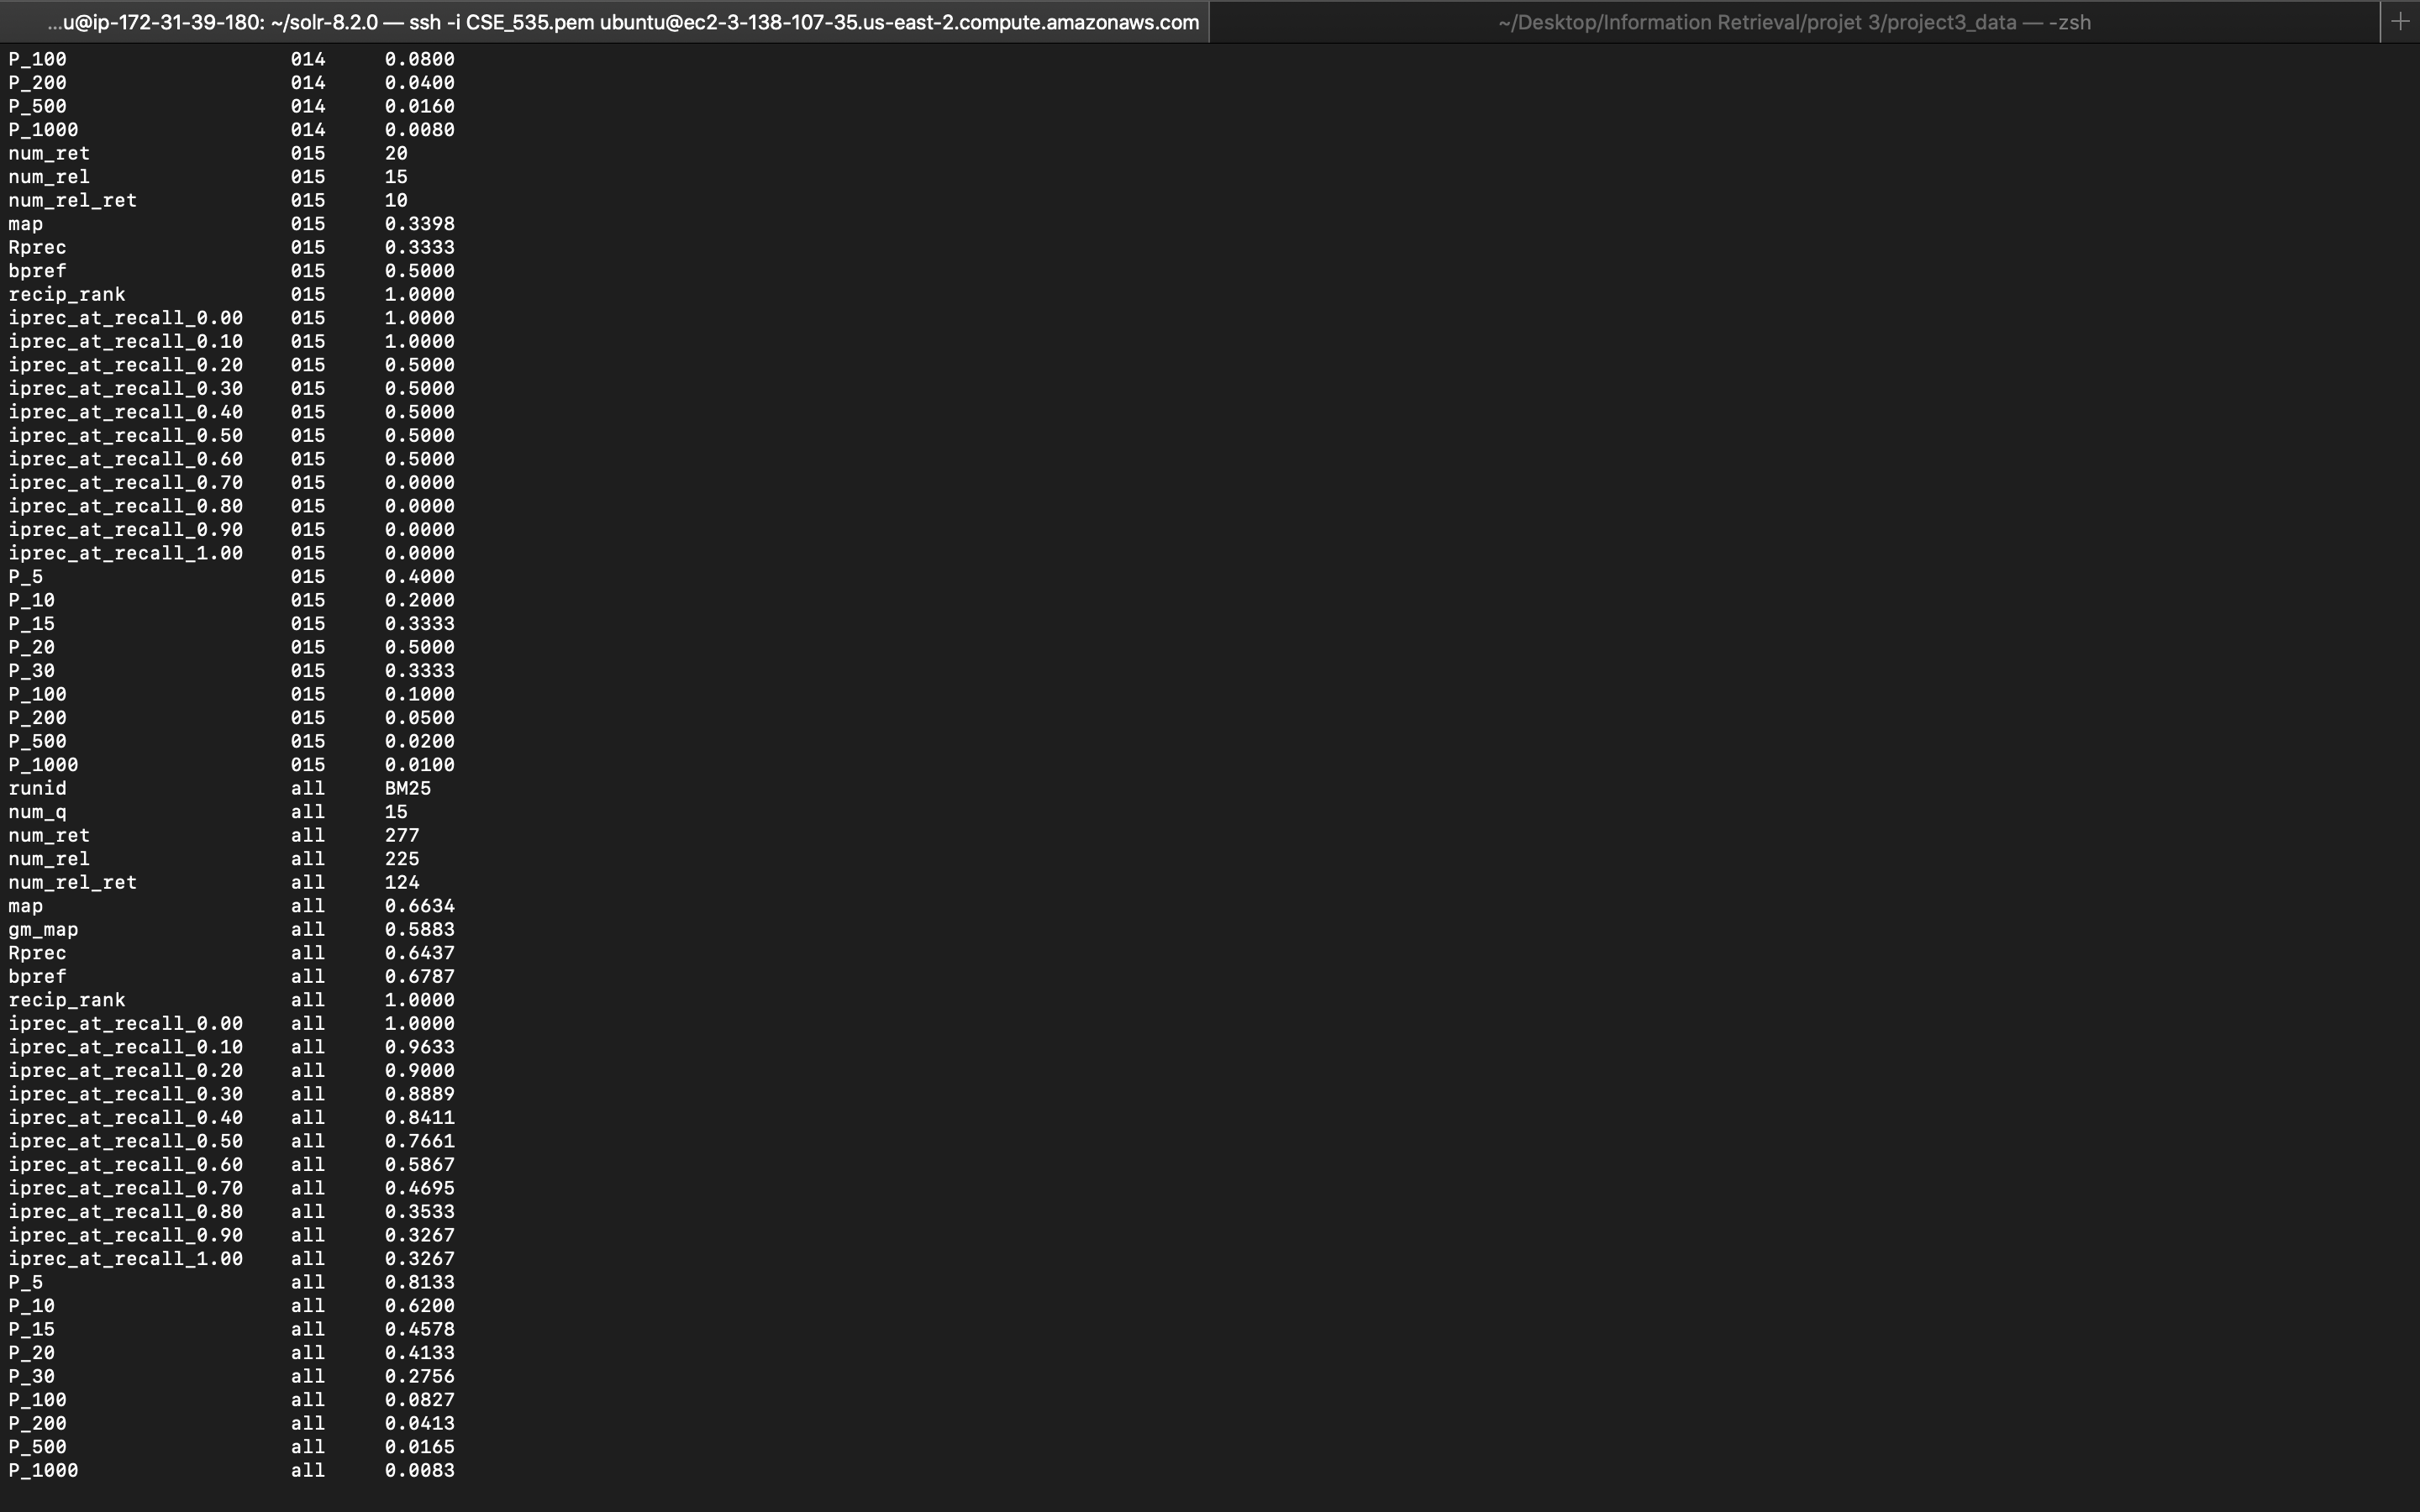 ...u@ip-172-31-39-180: ~/solr-8.2.0 — ssh -i CSE_535.pem ubuntu@ec2-3-138-107-35.us-east-2.compute.amazonaws.com
~/Desktop/Information Retrieval/projet 3/project3_data — -zsh
P_100 014 0.0800
P_200 014 0.0400
P_500 014 0.0160
P_1000 014 0.0080
num_ret 015 20
num_rel 015 15
num_rel_ret 015 10
map 015 0.3398
Rprec 015 0.3333
bpref 015 0.5000
recip_rank 015 1.0000
iprec_at_recall_0.00 015 1.0000
iprec_at_recall_0.10 015 1.0000
iprec_at_recall_0.20 015 0.5000
iprec_at_recall_0.30 015 0.5000
iprec_at_recall_0.40 015 0.5000
iprec_at_recall_0.50 015 0.5000
iprec_at_recall_0.60 015 0.5000
iprec_at_recall_0.70 015 0.0000
iprec_at_recall_0.80 015 0.0000
iprec_at_recall_0.90 015 0.0000
iprec_at_recall_1.00 015 0.0000
P_5 015 0.4000
P_10 015 0.2000
P_15 015 0.3333
P_20 015 0.5000
P_30 015 0.3333
P_100 015 0.1000
P_200 015 0.0500
P_500 015 0.0200
P_1000 015 0.0100
runid all BM25
num_q all 15
num_ret all 277
num_rel all 225
num_rel_ret all 124
map all 0.6634
gm_map all 0.5883
Rprec all 0.6437
bpref all 0.6787
recip_rank all 1.0000
iprec_at_recall_0.00 all 1.0000
iprec_at_recall_0.10 all 0.9633
iprec_at_recall_0.20 all 0.9000
iprec_at_recall_0.30 all 0.8889
iprec_at_recall_0.40 all 0.8411
iprec_at_recall_0.50 all 0.7661
iprec_at_recall_0.60 all 0.5867
iprec_at_recall_0.70 all 0.4695
iprec_at_recall_0.80 all 0.3533
iprec_at_recall_0.90 all 0.3267
iprec_at_recall_1.00 all 0.3267
P_5 all 0.8133
P_10 all 0.6200
P_15 all 0.4578
P_20 all 0.4133
P_30 all 0.2756
P_100 all 0.0827
P_200 all 0.0413
P_500 all 0.0165
P_1000 all 0.0083